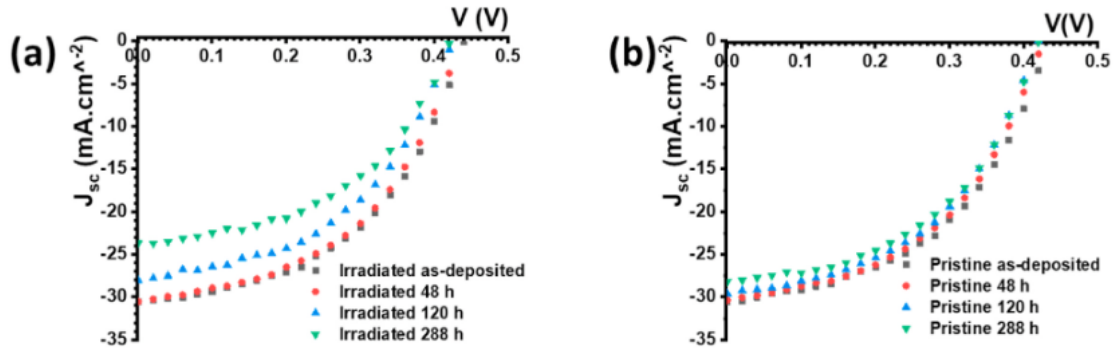 (a)
V (V)
0
0.0 0.1 0.2 0.3 0.4 0.5
-5
-10
-15
-20
-25
-30
-35
J_sc (mA.cm^-2)
Irradiated as-deposited
Irradiated 48 h
Irradiated 120 h
Irradiated 288 h
(b)
V(V)
0
0.0 0.1 0.2 0.3 0.4 0.5
-5
-10
-15
-20
-25
-30
-35
J_sc (mA.cm^-2)
Pristine as-deposited
Pristine 48 h
Pristine 120 h
Pristine 288 h